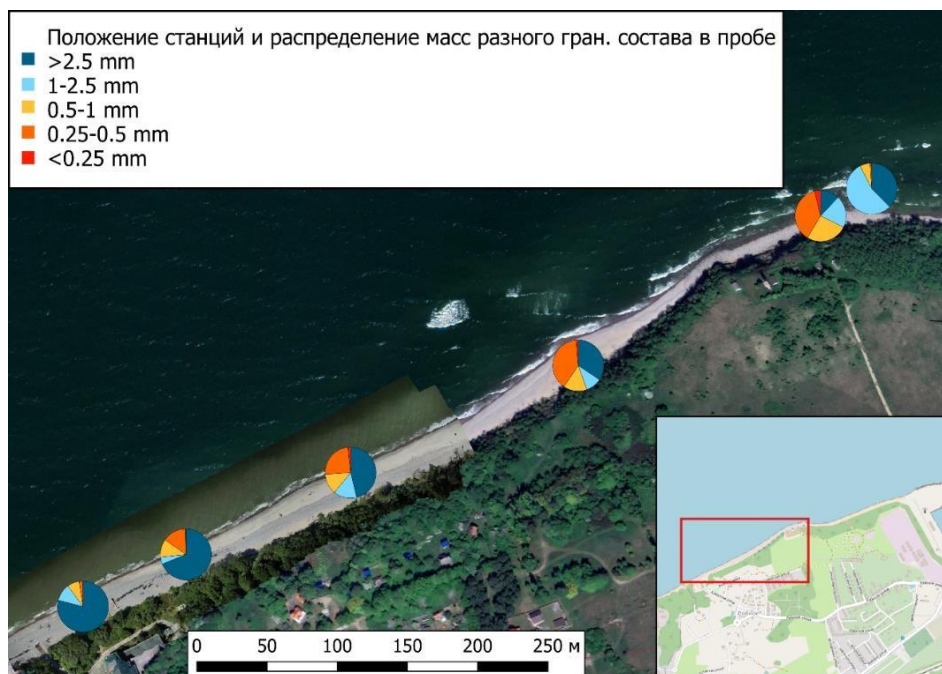 Положение станций и распределение масс разного гран. состава в пробе
>2.5 mm
1-2.5 mm
0.5-1 mm
0.25-0.5 mm
<0.25 mm
0 50 100 150 200 250 м